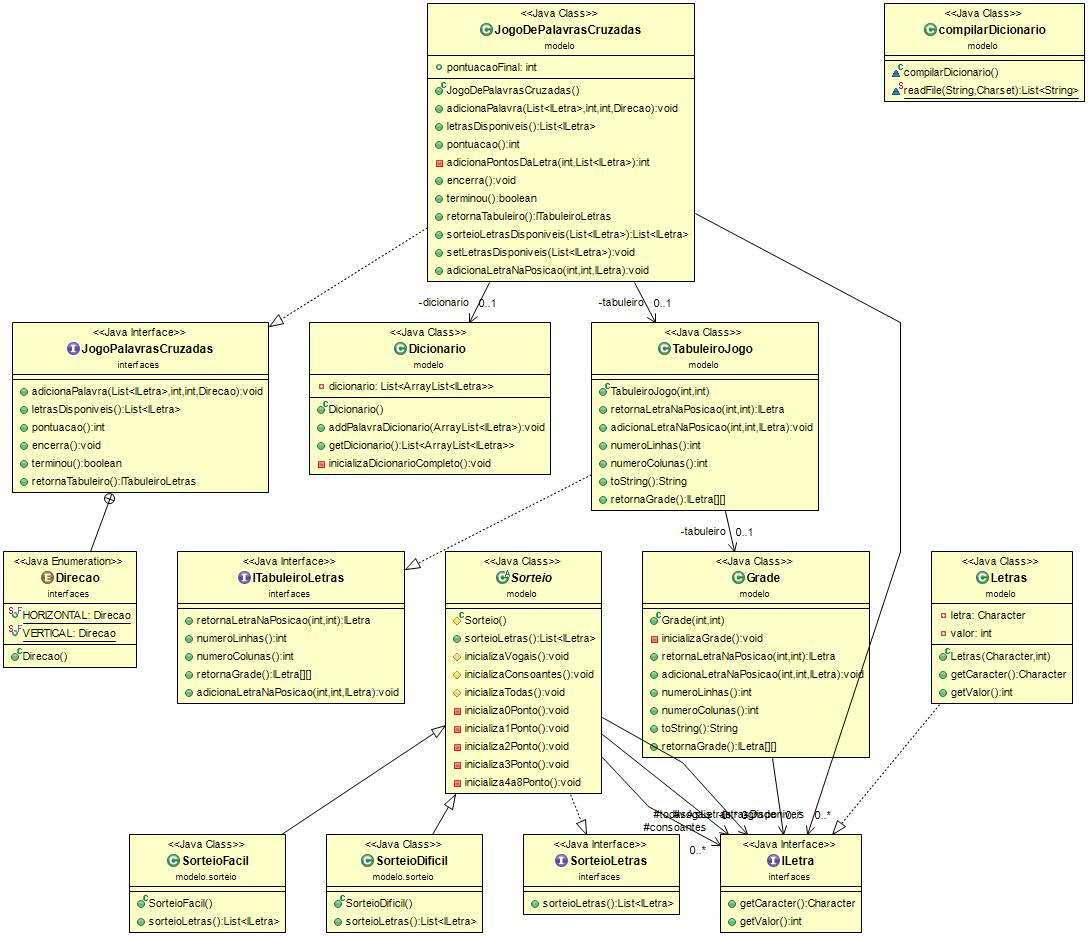 <<Java Class>>
JogoDePalavrasCruzadas
modelo
pontuacaoFinal: int
JogoDePalavrasCruzadas()
adicionaPalavra(List<ILetra>,int,int,Direcao):void
letrasDisponiveis():List<ILetra>
pontuacao():int
adicionaPontosDaLetra(int,List<ILetra>):int
encerra():void
terminou():boolean
retornaTabuleiro():ITabuleiroLetras
sorteioLetrasDisponiveis(List<ILetra>):List<ILetra>
setLetrasDisponiveis(List<ILetra>):void
adicionaLetraNaPosicao(int,int,ILetra):void
<<Java Class>>
compilarDicionario
modelo
compilarDicionario()
readFile(String,Charset):List<String>
-dicionario 0..1
-tabuleiro 0..1
<<Java Interface>>
JogoPalavrasCruzadas
interfaces
adicionaPalavra(List<ILetra>,int,int,Direcao):void
letrasDisponiveis():List<ILetra>
pontuacao():int
encerra():void
terminou():boolean
retornaTabuleiro():ITabuleiroLetras
<<Java Class>>
Dicionario
modelo
dicionario: List<ArrayList<ILetra>>
Dicionario()
addPalavraDicionario(ArrayList<ILetra>):void
getDicionario():List<ArrayList<ILetra>>
inicializaDicionarioCompleto():void
<<Java Class>>
TabuleiroJogo
modelo
TabuleiroJogo(int,int)
retornaLetraNaPosicao(int,int):ILetra
adicionaLetraNaPosicao(int,int,ILetra):void
numeroLinhas():int
numeroColunas():int
toString():String
retornaGrade():ILetra[][]
-tabuleiro 0..1
<<Java Enumeration>>
Direcao
interfaces
HORIZONTAL: Direcao
VERTICAL: Direcao
Direcao()
<<Java Interface>>
ITabuleiroLetras
interfaces
retornaLetraNaPosicao(int,int):ILetra
numeroLinhas():int
numeroColunas():int
retornaGrade():ILetra[][]
adicionaLetraNaPosicao(int,int,ILetra):void
<<Java Class>>
Sorteio
modelo
Sorteio()
sorteioLetras():List<ILetra>
inicializaVogais():void
inicializaConsoantes():void
inicializaTodas():void
inicializa0Ponto():void
inicializa1Ponto():void
inicializa2Ponto():void
inicializa3Ponto():void
inicializa4a8Ponto():void
<<Java Class>>
Grade
modelo
Grade(int,int)
inicializaGrade():void
retornaLetraNaPosicao(int,int):ILetra
adicionaLetraNaPosicao(int,int,ILetra):void
numeroLinhas():int
numeroColunas():int
toString():String
retornaGrade():ILetra[][]
<<Java Class>>
Letras
modelo
letra: Character
valor: int
Letras(Character,int)
getCaracter():Character
getValor():int
0..*
#consoantes
0..*
<<Java Class>>
SorteioFacil
modelo.sorteio
SorteioFacil()
sorteioLetras():List<ILetra>
<<Java Class>>
SorteioDificil
modelo.sorteio
SorteioDificil()
sorteioLetras():List<ILetra>
<<Java Interface>>
SorteioLetras
interfaces
sorteioLetras():List<ILetra>
<<Java Interface>>
ILetra
interfaces
getCaracter():Character
getValor():int